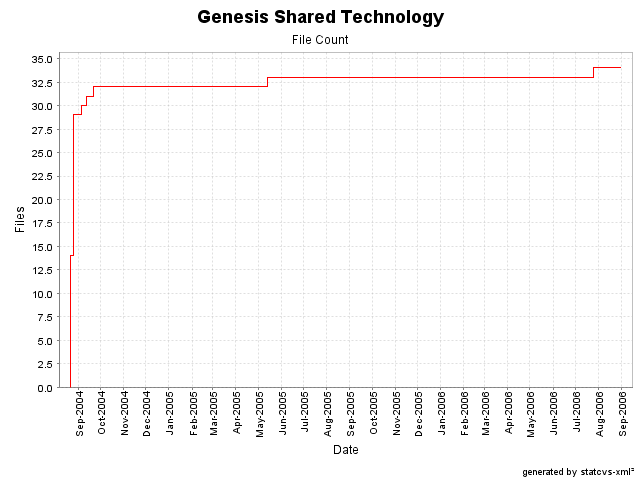 Genesis Shared Technology
File Count
35.0
32.5
30.0
27.5
25.0
22.5
20.0
17.5
15.0
12.5
10.0
7.5
5.0
2.5
0.0
Files
Sep-2004
Oct-2004
Nov-2004
Dec-2004
Jan-2005
Feb-2005
Mar-2005
Apr-2005
May-2005
Jun-2005
Jul-2005
Aug-2005
Sep-2005
Oct-2005
Nov-2005
Dec-2005
Jan-2006
Feb-2006
Mar-2006
Apr-2006
May-2006
Jun-2006
Jul-2006
Aug-2006
Sep-2006
Date
generated by statcvs-xml²